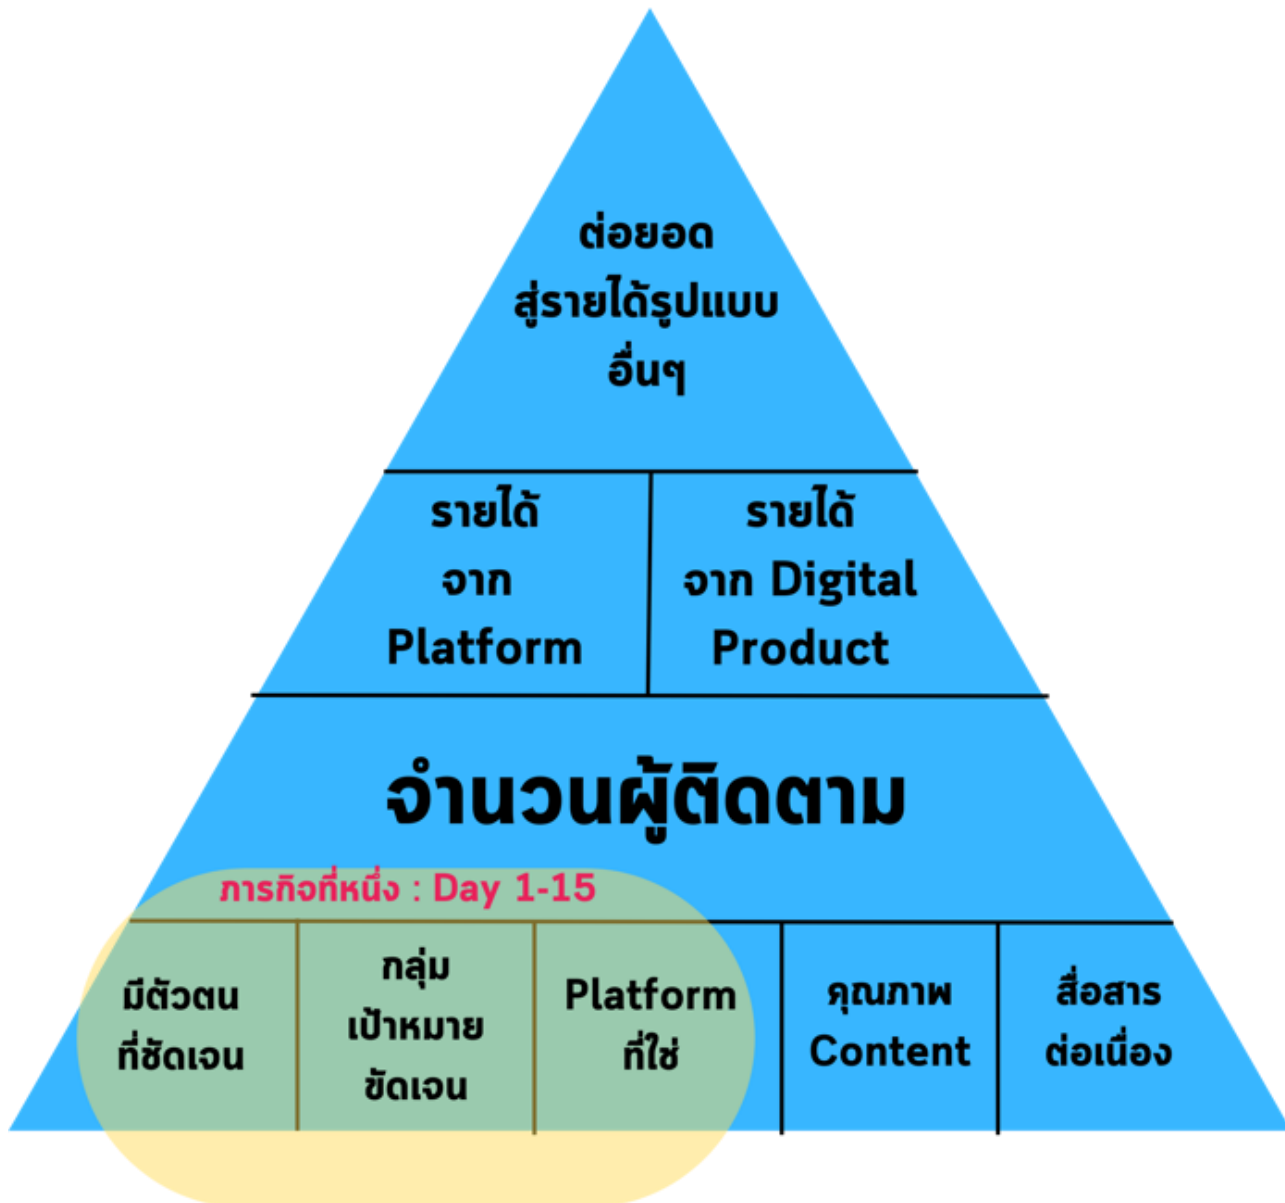 ต่อยอด
สู่รายได้รูปแบบ
อื่นๆ
รายได้
จาก
Platform
รายได้
จาก Digital
Product
จำนวนผู้ติดตาม
ภารกิจที่หนึ่ง : Day 1-15
มีตัวตน
ที่ชัดเจน
กลุ่ม
เป้าหมาย
ชัดเจน
Platform
ที่ใช่
คุณภาพ
Content
สื่อสาร
ต่อเนื่อง